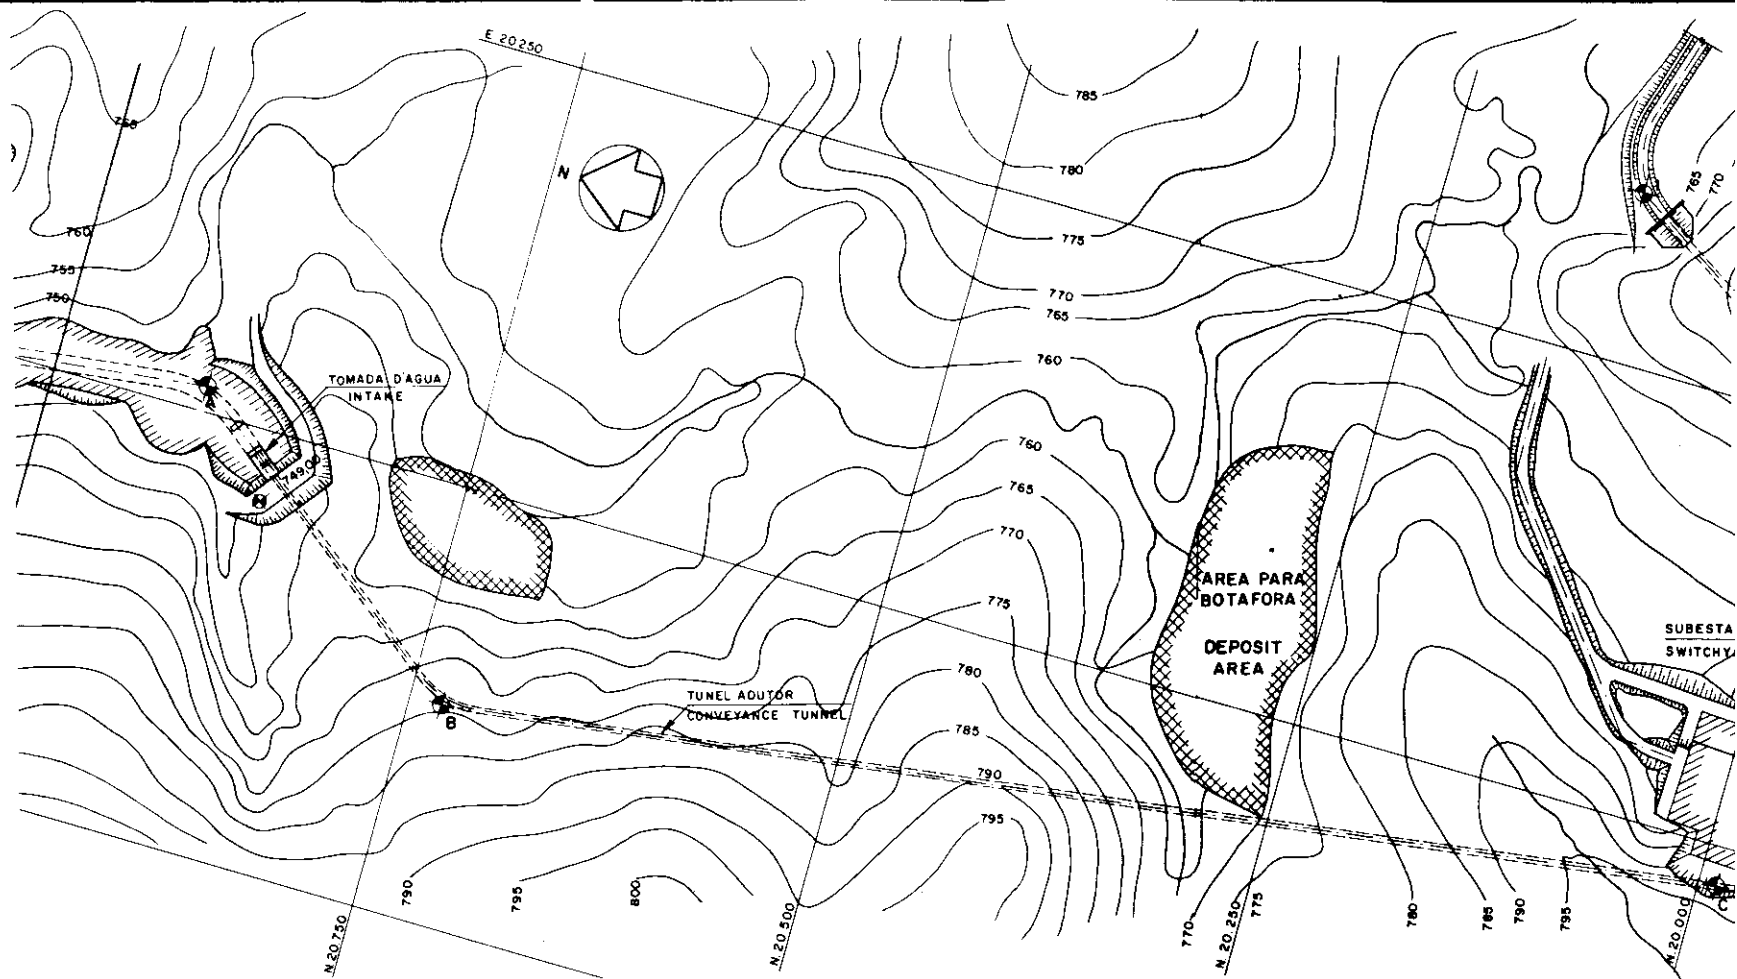 E 20250
785
755
780
N
765
770
760
775
755
770
750
765
760
TOMADA D'AGUA
INTAKE
A
760
749.00
765
770
AREA PARA
BOTAFORA
775
DEPOSIT
AREA
SUBESTA
SWITCHY
780
TUNEL ADUTOR
CONVEYANCE TUNNEL
B
785
790
795
790
795
800
770
775
780
785
790
795
C
N 20 750
N. 20 500
N. 20 250
N 20 000